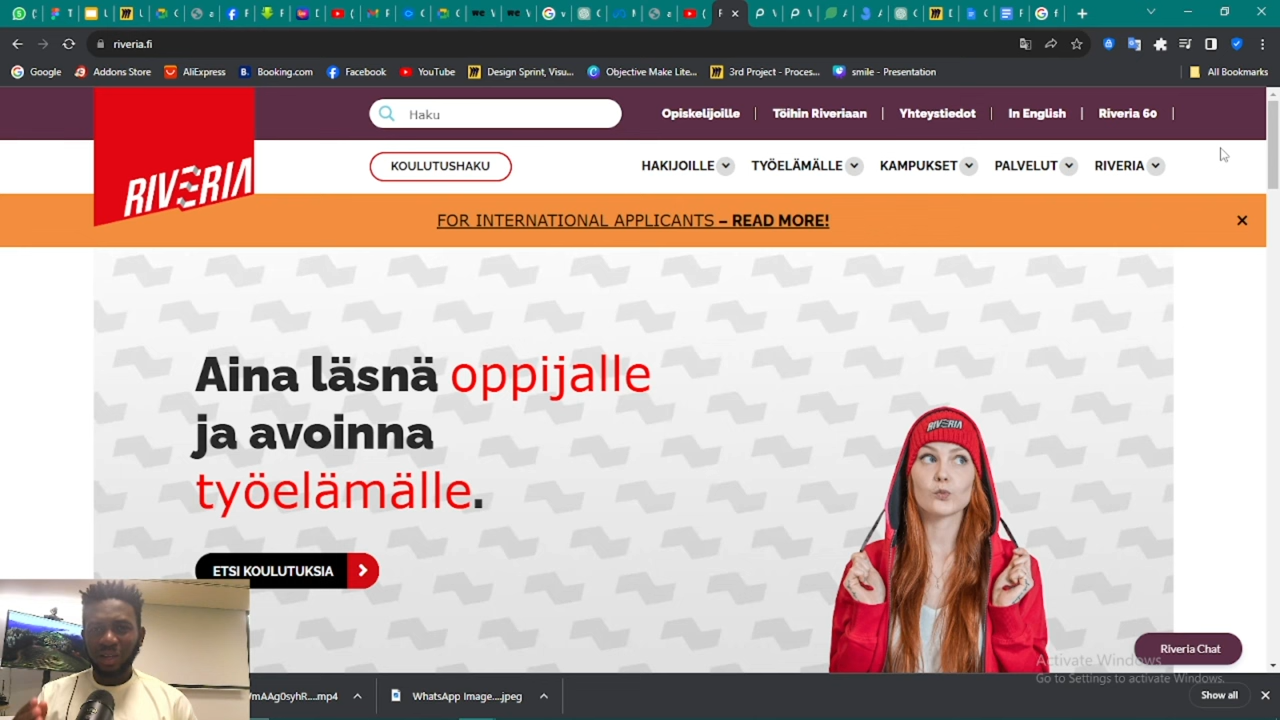 riveria.fi
Google
Addons Store
AliExpress
Booking.com
Facebook
YouTube
Design Sprint, Visu...
Objective Make Lite...
3rd Project - Proces...
smile - Presentation
All Bookmarks
RIVERIA
Haku
Opiskelijoille
Töihin Riveriaan
Yhteystiedot
In English
Riveria 60
KOULUTUSHAKU
HAKIJOILLE
TYÖELÄMÄLLE
KAMPUKSET
PALVELUT
RIVERIA
FOR INTERNATIONAL APPLICANTS – READ MORE!
Aina läsnä oppijalle
ja avoinna
työelämälle.
ETSI KOULUTUKSIA
RIVERIA
Riveria Chat
Activate Windows
Go to Settings to activate Windows.
WhatsApp Image....jpeg
Show all